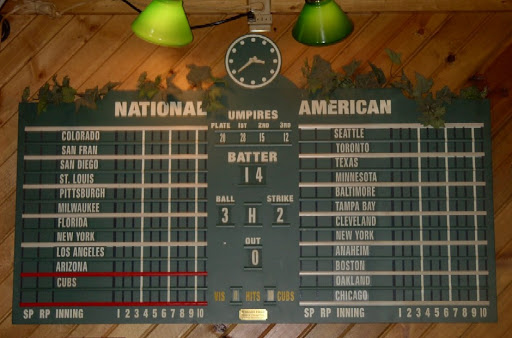 NATIONAL
COLORADO
SAN FRAN
SAN DIEGO
ST. LOUIS
PITTSBURGH
MILWAUKEE
FLORIDA
NEW YORK
LOS ANGELES
ARIZONA
CUBS
SP RP INNING 1 2 3 4 5 6 7 8 9 10
UMPIRES
PLATE 1ST 2ND 3RD
20 20 15 12
BATTER
14
BALL STRIKE
3 H 2
OUT
0
VIS HITS CUBS
AMERICAN
SEATTLE
TORONTO
TEXAS
MINNESOTA
BALTIMORE
TAMPA BAY
CLEVELAND
NEW YORK
ANAHEIM
BOSTON
OAKLAND
CHICAGO
SP RP INNING 1 2 3 4 5 6 7 8 9 10